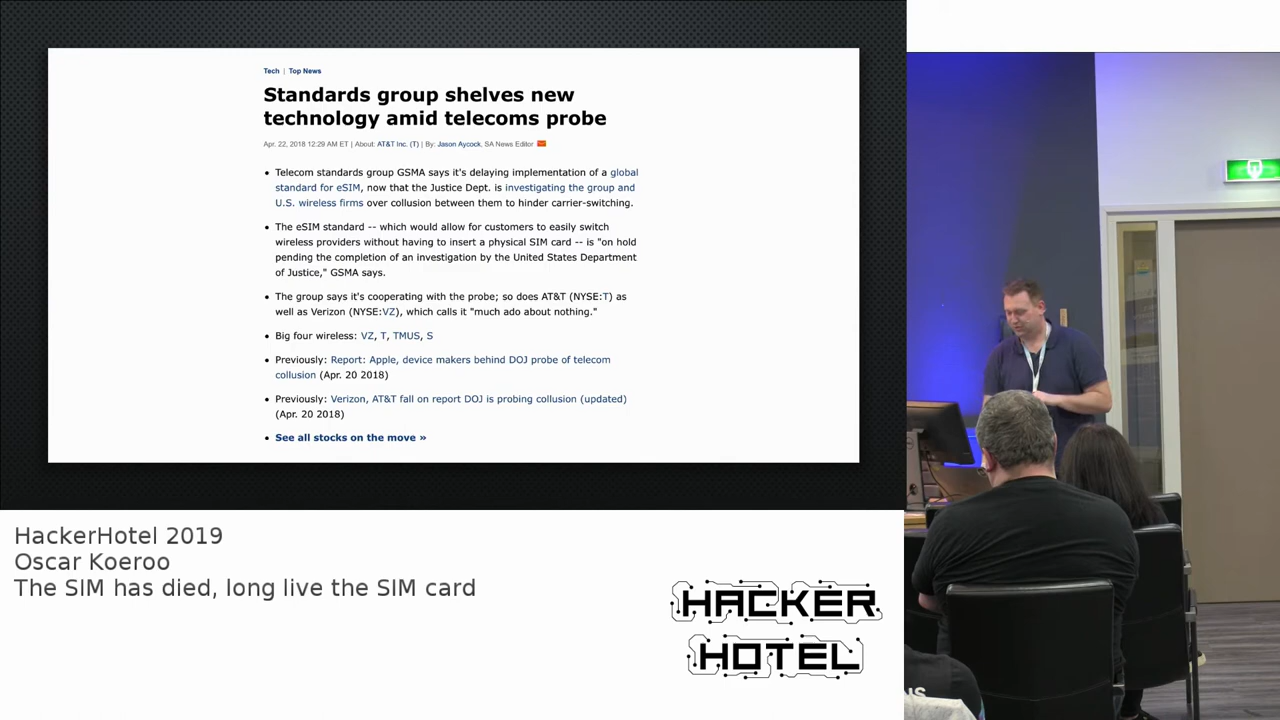 Tech | Top News
Standards group shelves new
technology amid telecoms probe
Apr. 22, 2018 12:29 AM ET | About: AT&T Inc. (T) | By: Jason Aycock, SA News Editor
• Telecom standards group GSMA says it's delaying implementation of a global
standard for eSIM, now that the Justice Dept. is investigating the group and
U.S. wireless firms over collusion between them to hinder carrier-switching.
• The eSIM standard -- which would allow for customers to easily switch
wireless providers without having to insert a physical SIM card -- is "on hold
pending the completion of an investigation by the United States Department
of Justice," GSMA says.
• The group says it's cooperating with the probe; so does AT&T (NYSE:T) as
well as Verizon (NYSE:VZ), which calls it "much ado about nothing."
• Big four wireless: VZ, T, TMUS, S
• Previously: Report: Apple, device makers behind DOJ probe of telecom
collusion (Apr. 20 2018)
• Previously: Verizon, AT&T fall on report DOJ is probing collusion (updated)
(Apr. 20 2018)
• See all stocks on the move »
HackerHotel 2019
Oscar Koeroo
The SIM has died, long live the SIM card
HACKER
HOTEL